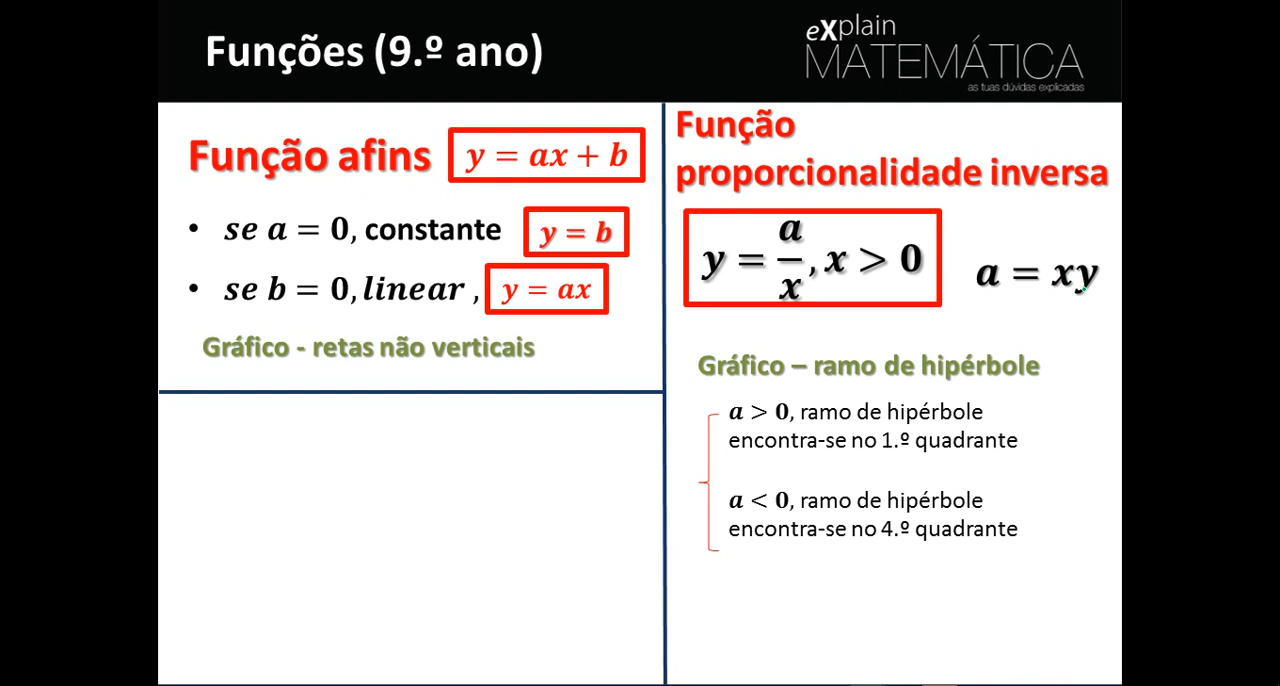 Funções (9.º ano)
eXplain
MATEMÁTICA
as tuas dúvidas explicadas
Função afins y = ax + b
• se a = 0, constante y = b
• se b = 0, linear , y = ax
Gráfico - retas não verticais
Função
proporcionalidade inversa
y = a/x , x > 0
a = xy
Gráfico – ramo de hipérbole
a > 0, ramo de hipérbole
encontra-se no 1.º quadrante
a < 0, ramo de hipérbole
encontra-se no 4.º quadrante